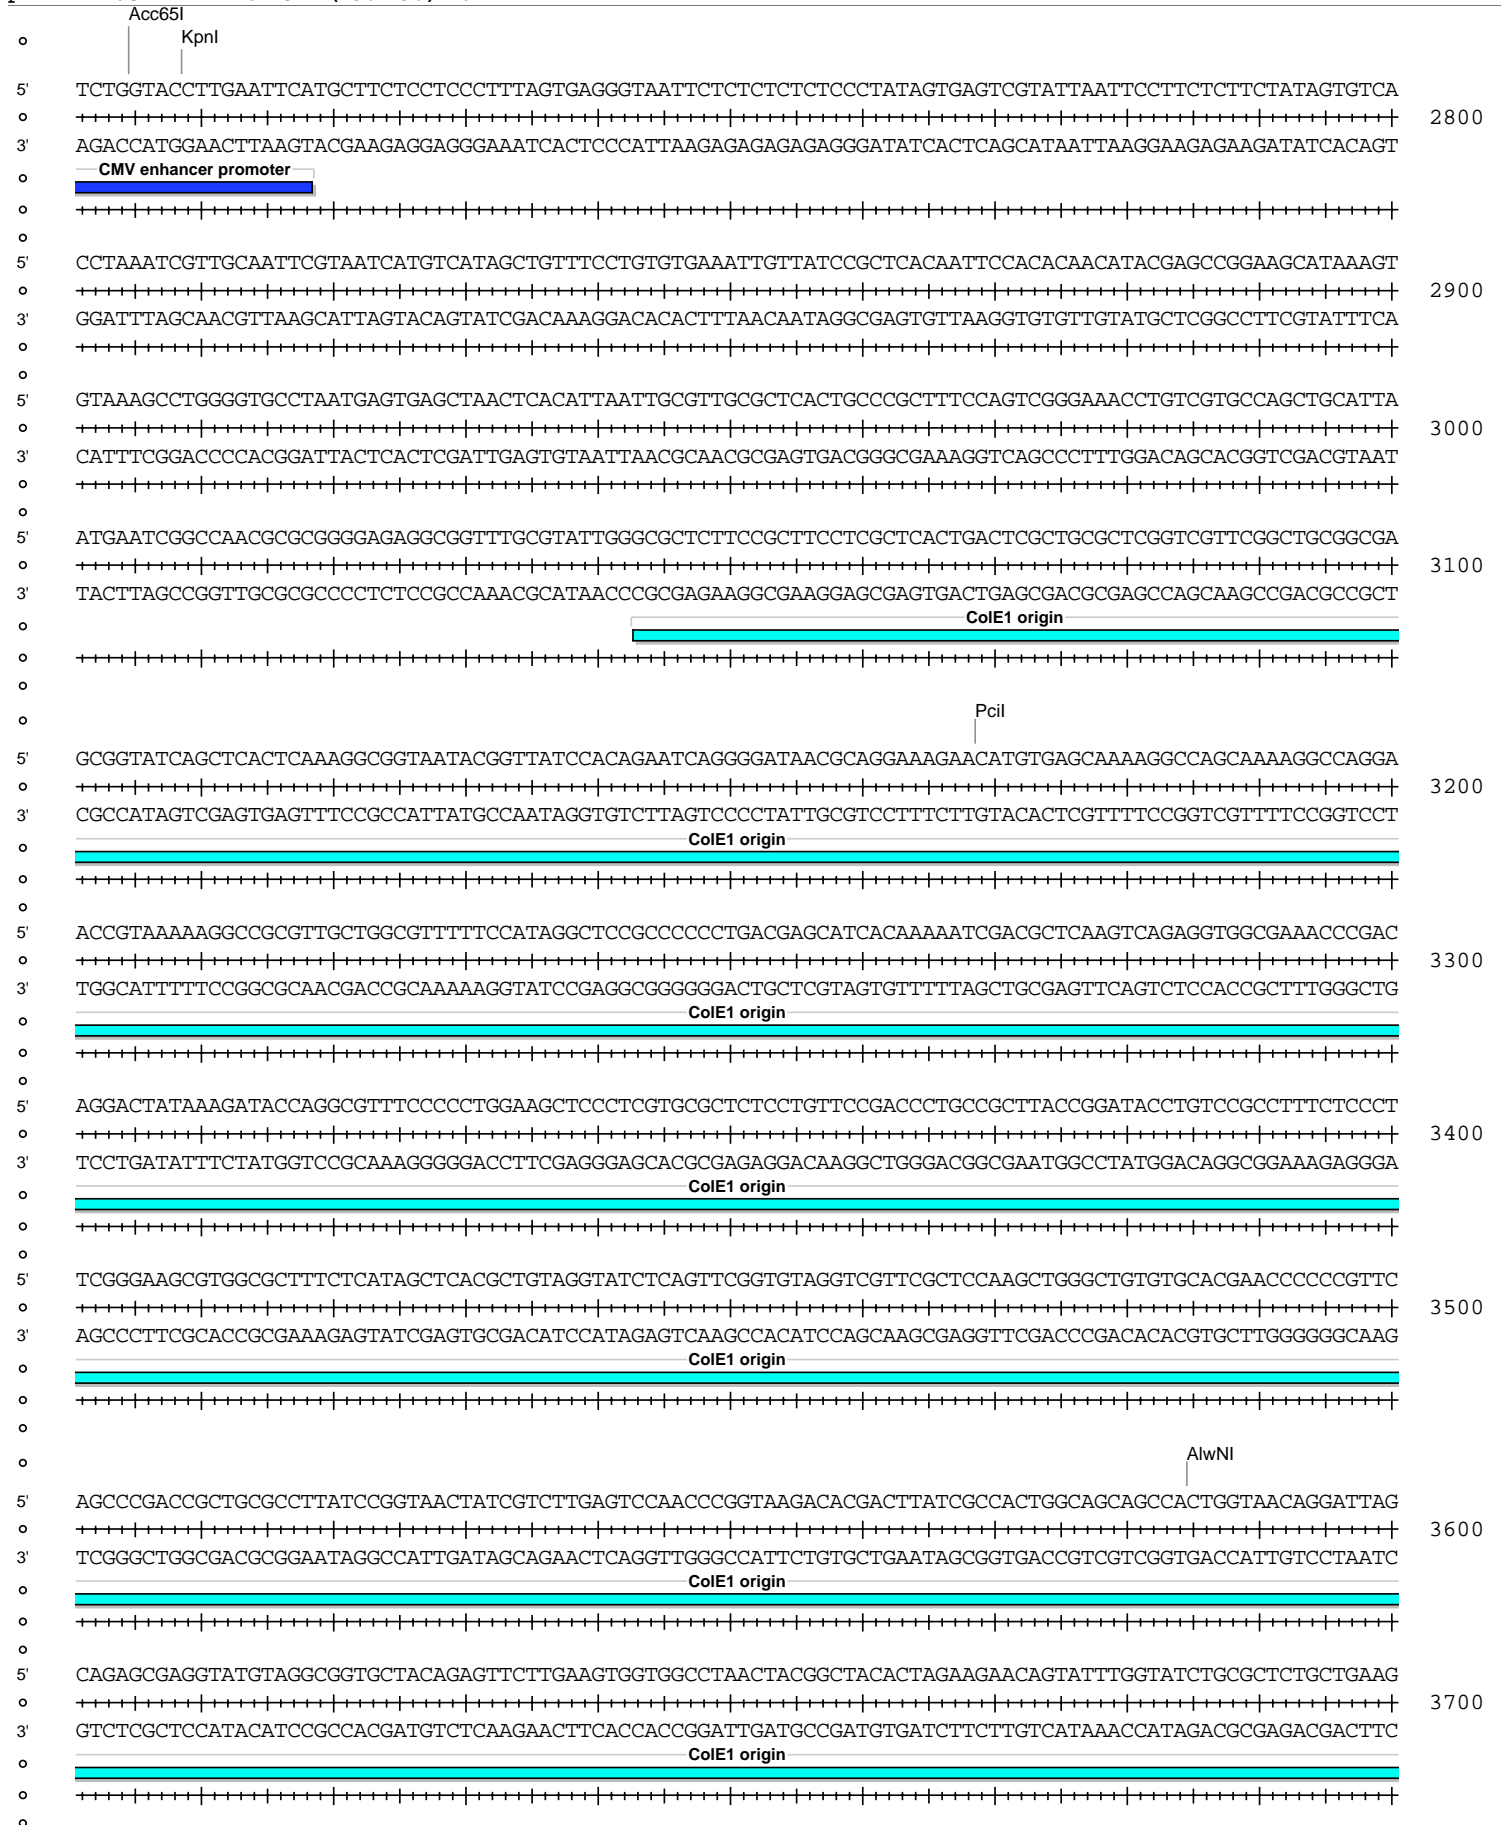 Acc65I
KpnI
5' TCTGGTACCTTGAATTCATGCTTCTCCTCCCTTTAGTGAGGGTAATTCTCTCTCTCTCCCTATAGTGAGTCGTATTAATTCCTTCTCTTCTATAGTGTCA
2800
3' AGACCATGGAACTTAAGTACGAAGAGGAGGGAAATCACTCCCATTAAGAGAGAGAGAGGGATATCACTCAGCATAATTAAGGAAGAGAAGATATCACAGT
CMV enhancer promoter
5' CCTAAATCGTTGCAATTCGTAATCATGTCATAGCTGTTTCCTGTGTGAAATTGTTATCCGCTCACAATTCCACACAACATACGAGCCGGAAGCATAAAGT
2900
3' GGATTTAGCAACGTTAAGCATTAGTACAGTATCGACAAAGGACACACTTTAACAATAGGCGAGTGTTAAGGTGTGTTGTATGCTCGGCCTTCGTATTTCA
5' GTAAAGCCTGGGGTGCCTAATGAGTGAGCTAACTCACATTAATTGCGTTGCGCTCACTGCCCGCTTTCCAGTCGGGAAACCTGTCGTGCCAGCTGCATTA
3000
3' CATTTCGGACCCCACGGATTACTCACTCGATTGAGTGTAATTAACGCAACGCGAGTGACGGGCGAAAGGTCAGCCCTTTGGACAGCACGGTCGACGTAAT
5' ATGAATCGGCCAACGCGCGGGGAGAGGCGGTTTGCGTATTGGGCGCTCTTCCGCTTCCTCGCTCACTGACTCGCTGCGCTCGGTCGTTCGGCTGCGGCGA
3100
3' TACTTAGCCGGTTGCGCGCCCCTCTCCGCCAAACGCATAACCCGCGAGAAGGCGAAGGAGCGAGTGACTGAGCGACGCGAGCCAGCAAGCCGACGCCGCT
ColE1 origin
PciI
5' GCGGTATCAGCTCACTCAAAGGCGGTAATACGGTTATCCACAGAATCAGGGGATAACGCAGGAAAGAACATGTGAGCAAAAGGCCAGCAAAAGGCCAGGA
3200
3' CGCCATAGTCGAGTGAGTTTCCGCCATTATGCCAATAGGTGTCTTAGTCCCCTATTGCGTCCTTTCTTGTACACTCGTTTTCCGGTCGTTTTCCGGTCCT
ColE1 origin
5' ACCGTAAAAAGGCCGCGTTGCTGGCGTTTTTCCATAGGCTCCGCCCCCCTGACGAGCATCACAAAAATCGACGCTCAAGTCAGAGGTGGCGAAACCCGAC
3300
3' TGGCATTTTTCCGGCGCAACGACCGCAAAAAGGTATCCGAGGCGGGGGGACTGCTCGTAGTGTTTTTAGCTGCGAGTTCAGTCTCCACCGCTTTGGGCTG
ColE1 origin
5' AGGACTATAAAGATACCAGGCGTTTCCCCCTGGAAGCTCCCTCGTGCGCTCTCCTGTTCCGACCCTGCCGCTTACCGGATACCTGTCCGCCTTTCTCCCT
3400
3' TCCTGATATTTCTATGGTCCGCAAAGGGGGACCTTCGAGGGAGCACGCGAGAGGACAAGGCTGGGACGGCGAATGGCCTATGGACAGGCGGAAAGAGGGA
ColE1 origin
5' TCGGGAAGCGTGGCGCTTTCTCATAGCTCACGCTGTAGGTATCTCAGTTCGGTGTAGGTCGTTCGCTCCAAGCTGGGCTGTGTGCACGAACCCCCCGTTC
3500
3' AGCCCTTCGCACCGCGAAAGAGTATCGAGTGCGACATCCATAGAGTCAAGCCACATCCAGCAAGCGAGGTTCGACCCGACACACGTGCTTGGGGGGCAAG
ColE1 origin
AlwNI
5' AGCCCGACCGCTGCGCCTTATCCGGTAACTATCGTCTTGAGTCCAACCCGGTAAGACACGACTTATCGCCACTGGCAGCAGCCACTGGTAACAGGATTAG
3600
3' TCGGGCTGGCGACGCGGAATAGGCCATTGATAGCAGAACTCAGGTTGGGCCATTCTGTGCTGAATAGCGGTGACCGTCGTCGGTGACCATTGTCCTAATC
ColE1 origin
5' CAGAGCGAGGTATGTAGGCGGTGCTACAGAGTTCTTGAAGTGGTGGCCTAACTACGGCTACACTAGAAGAACAGTATTTGGTATCTGCGCTCTGCTGAAG
3700
3' GTCTCGCTCCATACATCCGCCACGATGTCTCAAGAACTTCACCACCGGATTGATGCCGATGTGATCTTCTTGTCATAAACCATAGACGCGAGACGACTTC
ColE1 origin